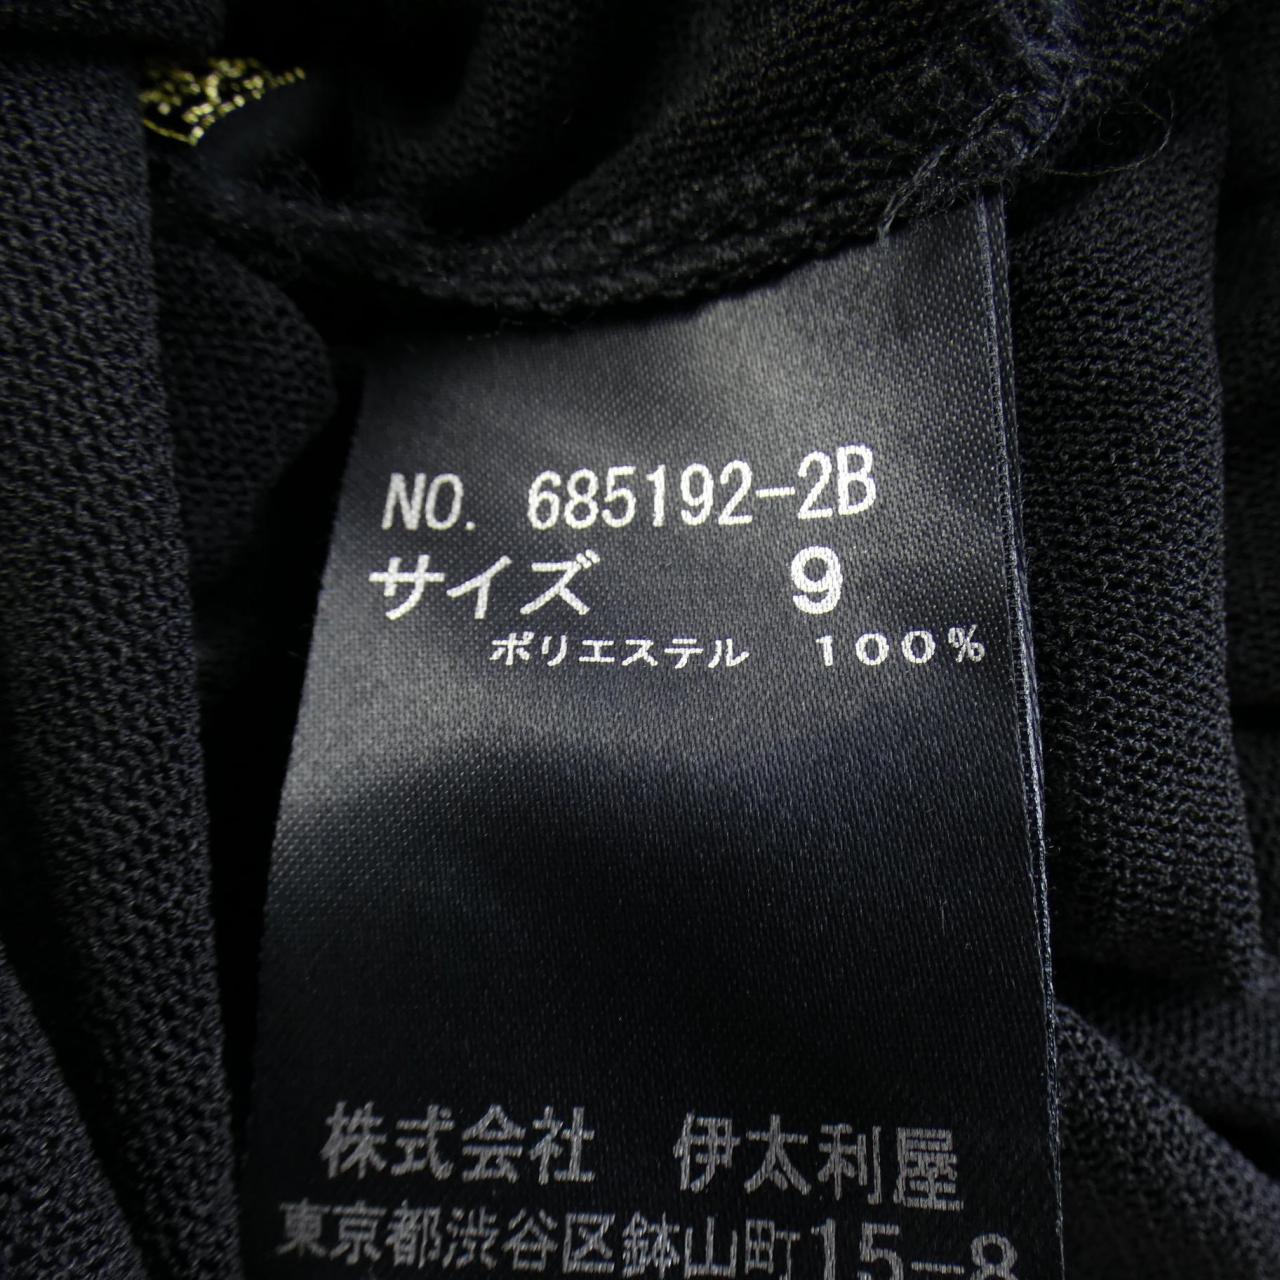 NO. 685192-2B
サイズ 9
ポリエステル 100%
株式会社 伊太利屋
東京都渋谷区鉢山町15-8